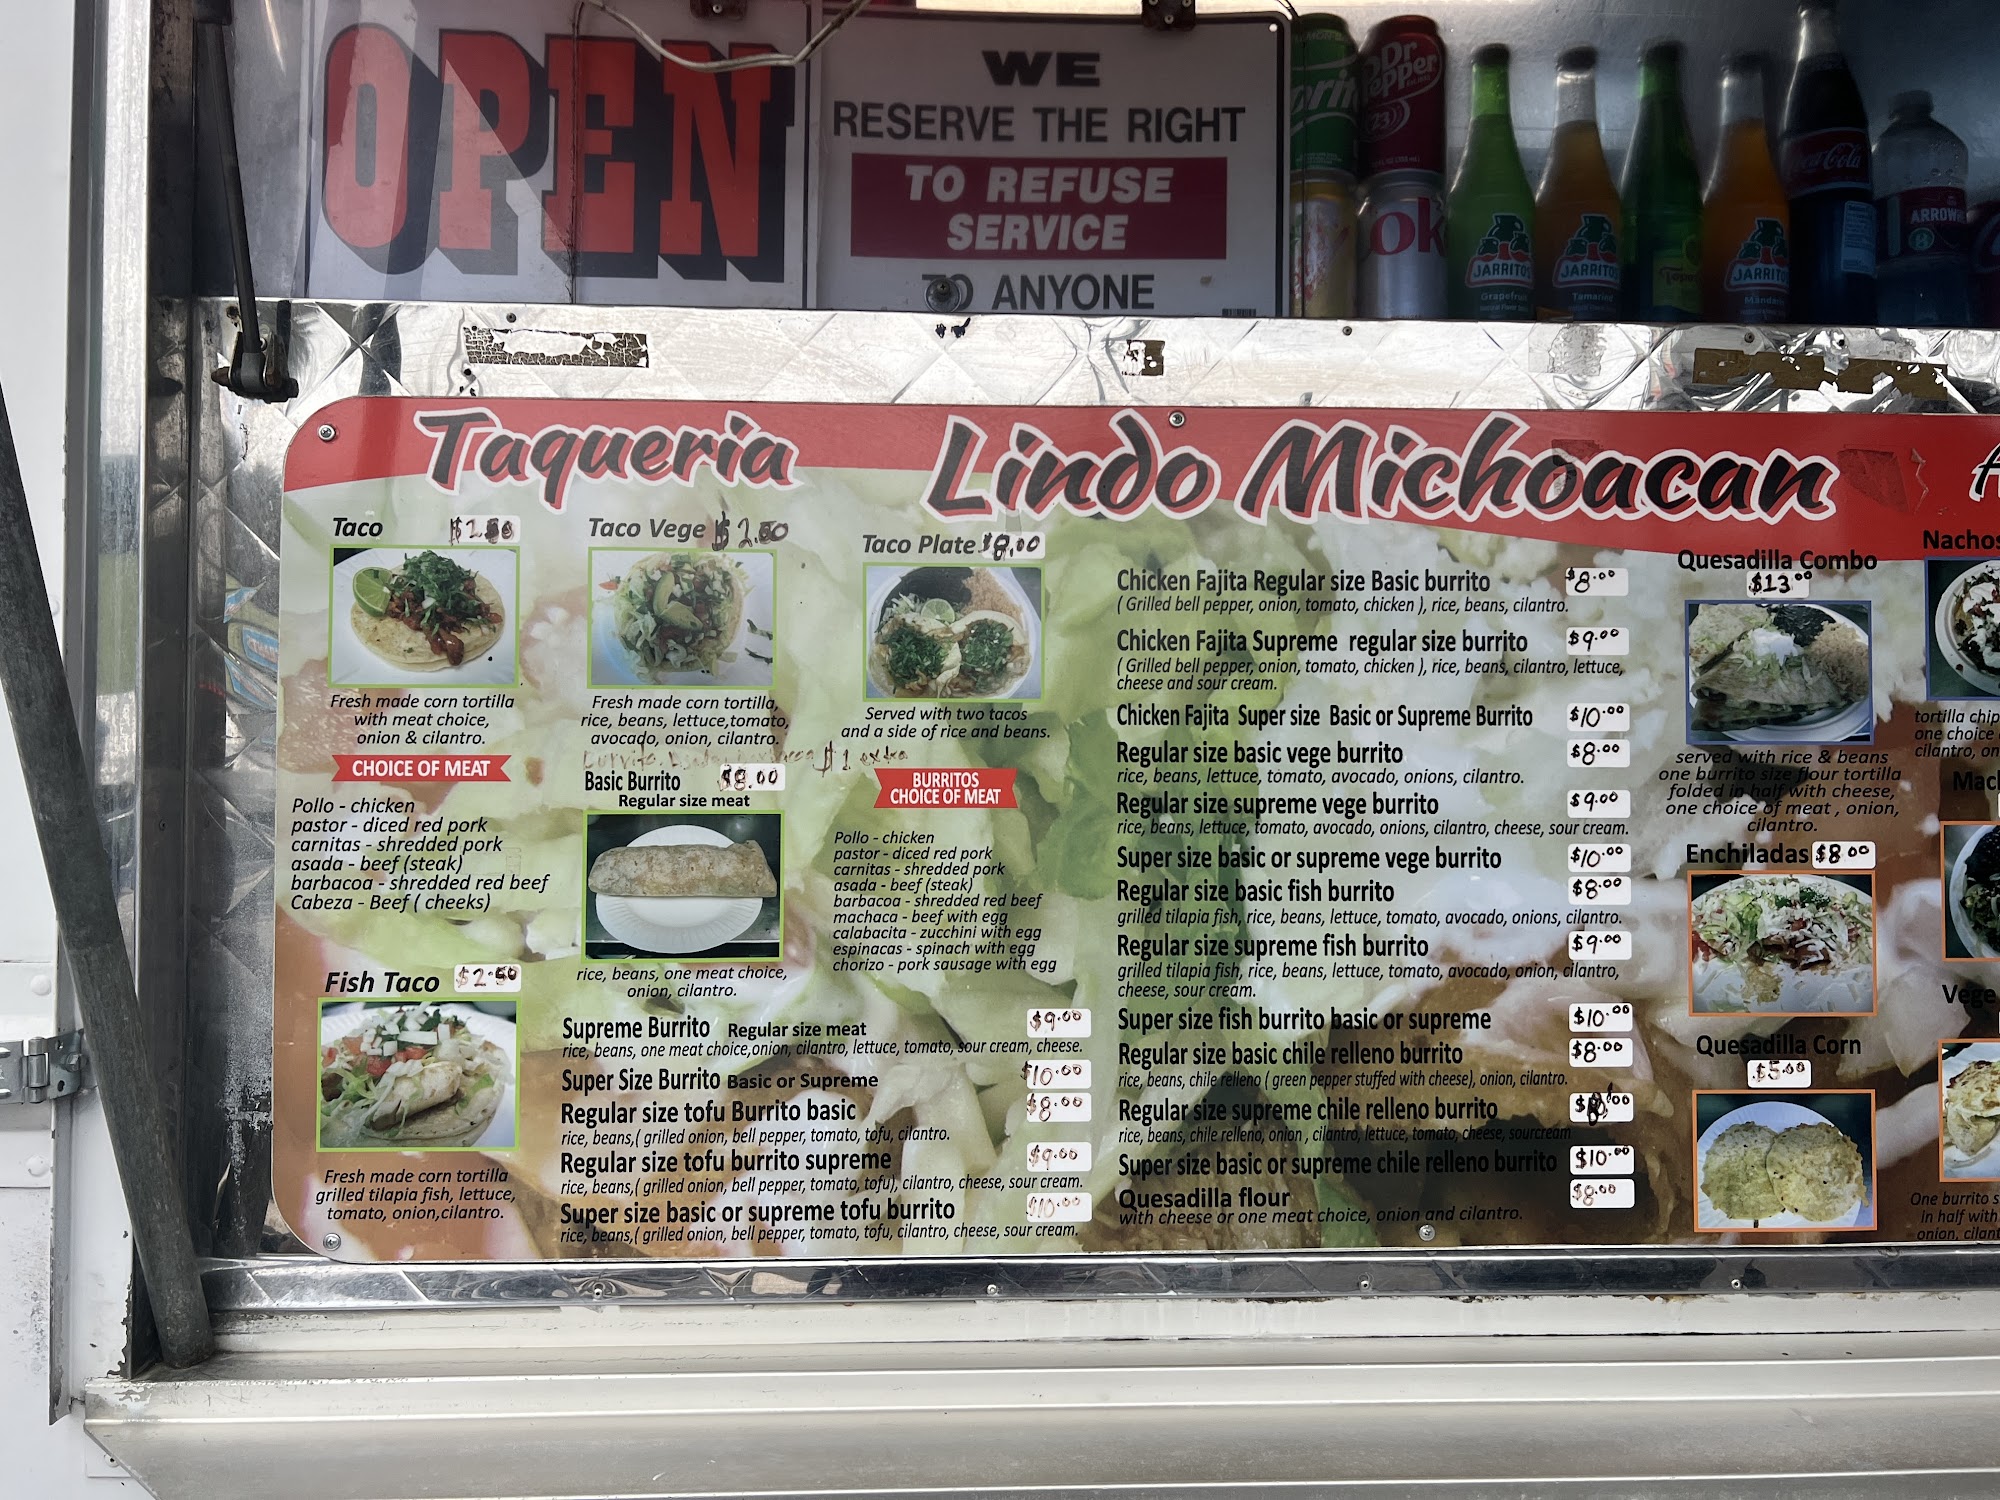 OPEN
WE
RESERVE THE RIGHT
TO REFUSE
SERVICE
TO ANYONE
Dr
Pepper
23
JARRITOS
Grapefruit
JARRITOS
Tamarind
JARRITOS
Mandarin
Coca-Cola
ARROW
Taqueria Lindo Michoacan
Taco
Fresh made corn tortilla
with meat choice,
onion & cilantro.
CHOICE OF MEAT
Pollo - chicken
pastor - diced red pork
carnitas - shredded pork
asada - beef (steak)
barbacoa - shredded red beef
Cabeza - Beef ( cheeks)
Fish Taco $2.50
Fresh made corn tortilla
grilled tilapia fish, lettuce,
tomato, onion,cilantro.
Taco Vege $2.50
Fresh made corn tortilla,
rice, beans, lettuce,tomato,
avocado, onion, cilantro.
$1 extra
Basic Burrito $8.00
Regular size meat
rice, beans, one meat choice,
onion, cilantro.
Taco Plate $8.00
Served with two tacos
and a side of rice and beans.
BURRITOS
CHOICE OF MEAT
Pollo - chicken
pastor - diced red pork
carnitas - shredded pork
asada - beef (steak)
barbacoa - shredded red beef
machaca - beef with egg
calabacita - zucchini with egg
espinacas - spinach with egg
chorizo - pork sausage with egg
Supreme Burrito Regular size meat $9.00
rice, beans, one meat choice,onion, cilantro, lettuce, tomato, sour cream, cheese.
Super Size Burrito Basic or Supreme $10.00
Regular size tofu Burrito basic $8.00
rice, beans,( grilled onion, bell pepper, tomato, tofu, cilantro.
Regular size tofu burrito supreme $9.00
rice, beans,( grilled onion, bell pepper, tomato, tofu), cilantro, cheese, sour cream.
Super size basic or supreme tofu burrito $10.00
rice, beans,( grilled onion, bell pepper, tomato, tofu, cilantro, cheese, sour cream.
Chicken Fajita Regular size Basic burrito $8.00
( Grilled bell pepper, onion, tomato, chicken ), rice, beans, cilantro.
Chicken Fajita Supreme regular size burrito $9.00
( Grilled bell pepper, onion, tomato, chicken ), rice, beans, cilantro, lettuce,
cheese and sour cream.
Chicken Fajita Super size Basic or Supreme Burrito $10.00
Regular size basic vege burrito $8.00
rice, beans, lettuce, tomato, avocado, onions, cilantro.
Regular size supreme vege burrito $9.00
rice, beans, lettuce, tomato, avocado, onions, cilantro, cheese, sour cream.
Super size basic or supreme vege burrito $10.00
Regular size basic fish burrito $8.00
grilled tilapia fish, rice, beans, lettuce, tomato, avocado, onions, cilantro.
Regular size supreme fish burrito $9.00
grilled tilapia fish, rice, beans, lettuce, tomato, avocado, onion, cilantro,
cheese, sour cream.
Super size fish burrito basic or supreme $10.00
Regular size basic chile relleno burrito $8.00
rice, beans, chile relleno ( green pepper stuffed with cheese), onion, cilantro.
Regular size supreme chile relleno burrito
rice, beans, chile relleno, onion , cilantro, lettuce, tomato, cheese, sourcream
Super size basic or supreme chile relleno burrito $10.00
Quesadilla flour $8.00
with cheese or one meat choice, onion and cilantro.
Quesadilla Combo
$13.00
served with rice & beans
one burrito size flour tortilla
folded in half with cheese,
one choice of meat , onion,
cilantro.
Enchiladas $8.00
Quesadilla Corn
$5.00
Nachos
tortilla chip
one choice
cilantro, on
Vege
One burrito s
In half with
onion, cilant